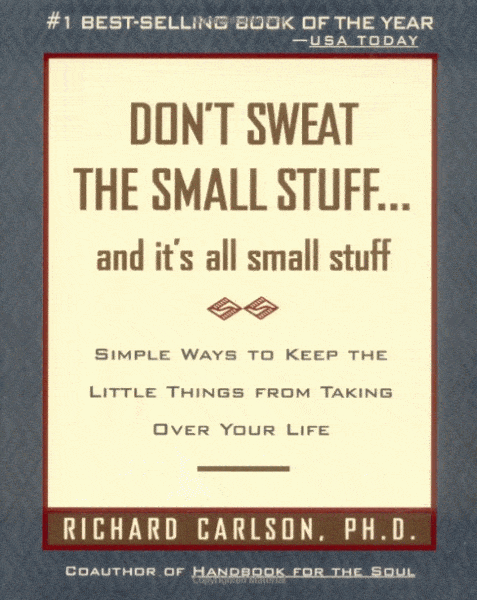 #1 BEST-SELLING BOOK OF THE YEAR
—USA TODAY
DON'T SWEAT
THE SMALL STUFF...
and it's all small stuff
SIMPLE WAYS TO KEEP THE
LITTLE THINGS FROM TAKING
OVER YOUR LIFE
RICHARD CARLSON, PH.D.
COAUTHOR OF HANDBOOK FOR THE SOUL